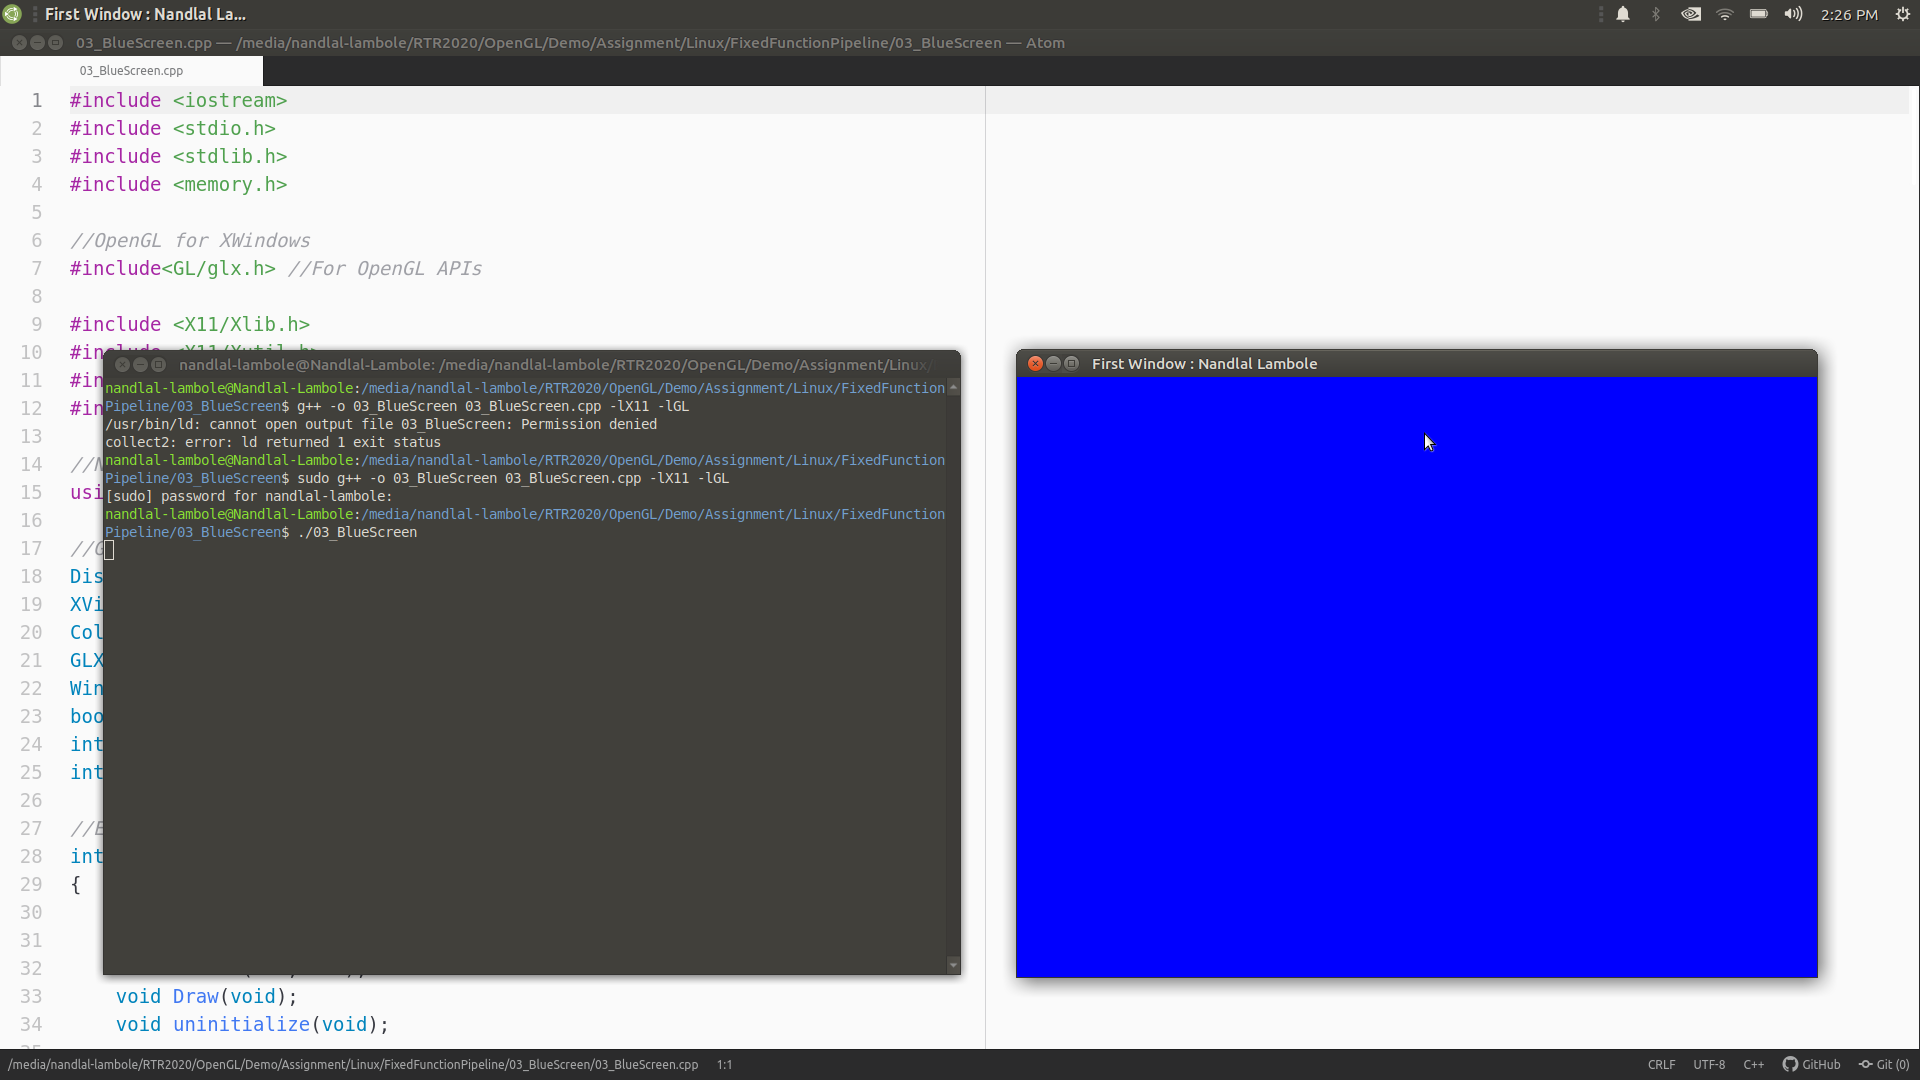 First Window : Nandlal La...
2:26 PM
03_BlueScreen.cpp — /media/nandlal-lambole/RTR2020/OpenGL/Demo/Assignment/Linux/FixedFunctionPipeline/03_BlueScreen — Atom
03_BlueScreen.cpp
1 #include <iostream>
2 #include <stdio.h>
3 #include <stdlib.h>
4 #include <memory.h>
5
6 //OpenGL for XWindows
7 #include<GL/glx.h> //For OpenGL APIs
8
9 #include <X11/Xlib.h>
10 #in
11 #in
12 #in
13
14 //
15 usi
16
17 //
18 Dis
19 XVi
20 Col
21 GLX
22 Win
23 boo
24 int
25 int
26
27 //E
28 int
29 {
30
31
32
33 void Draw(void);
34 void uninitialize(void);
nandlal-lambole@Nandlal-Lambole: /media/nandlal-lambole/RTR2020/OpenGL/Demo/Assignment/Linux/
nandlal-lambole@Nandlal-Lambole:/media/nandlal-lambole/RTR2020/OpenGL/Demo/Assignment/Linux/FixedFunction
Pipeline/03_BlueScreen$ g++ -o 03_BlueScreen 03_BlueScreen.cpp -lX11 -lGL
/usr/bin/ld: cannot open output file 03_BlueScreen: Permission denied
collect2: error: ld returned 1 exit status
nandlal-lambole@Nandlal-Lambole:/media/nandlal-lambole/RTR2020/OpenGL/Demo/Assignment/Linux/FixedFunction
Pipeline/03_BlueScreen$ sudo g++ -o 03_BlueScreen 03_BlueScreen.cpp -lX11 -lGL
[sudo] password for nandlal-lambole:
nandlal-lambole@Nandlal-Lambole:/media/nandlal-lambole/RTR2020/OpenGL/Demo/Assignment/Linux/FixedFunction
Pipeline/03_BlueScreen$ ./03_BlueScreen
First Window : Nandlal Lambole
/media/nandlal-lambole/RTR2020/OpenGL/Demo/Assignment/Linux/FixedFunctionPipeline/03_BlueScreen/03_BlueScreen.cpp 1:1
CRLF UTF-8 C++ GitHub Git (0)